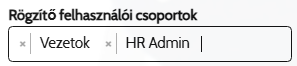 Rögzítő felhasználói csoportok
× Vezetok × HR Admin